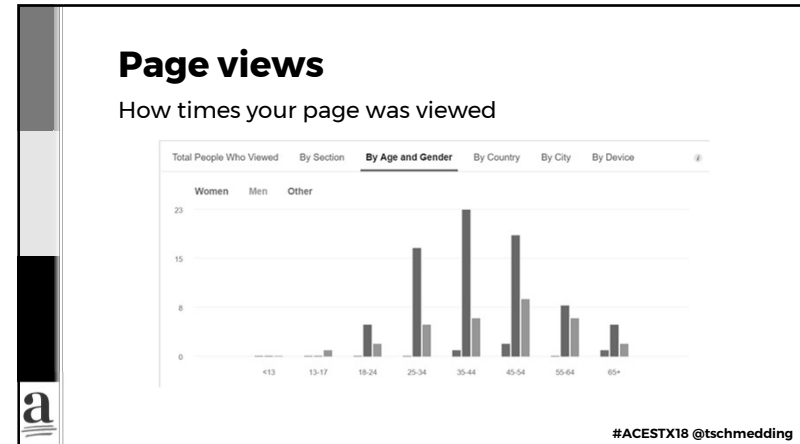 Page views
How times your page was viewed
Total People Who Viewed By Section By Age and Gender By Country By City By Device i
Women Men Other
23
15
8
0
<13 13-17 18-24 25-34 35-44 45-54 55-64 65+
a
#ACESTX18 @tschmedding